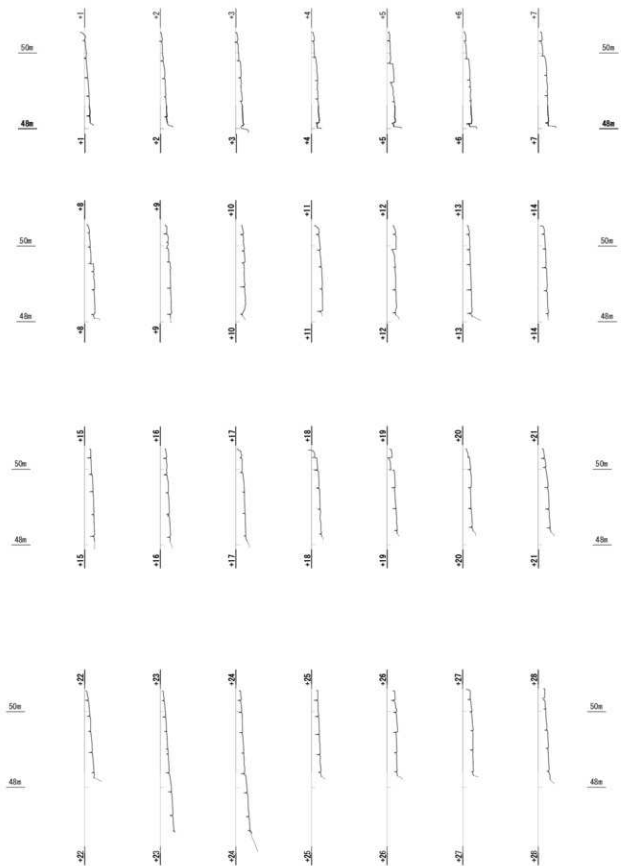 +1 +2 +3 +4 +5 +6 +7
50m 50m
48m 48m
+1 +2 +3 +4 +5 +6 +7
+8 +9 +10 +11 +12 +13 +14
50m 50m
48m 48m
+8 +9 +10 +11 +12 +13 +14
+15 +16 +17 +18 +19 +20 +21
50m 50m
48m 48m
+15 +16 +17 +18 +19 +20 +21
+22 +23 +24 +25 +26 +27 +28
50m 50m
48m 48m
+22 +23 +24 +25 +26 +27 +28